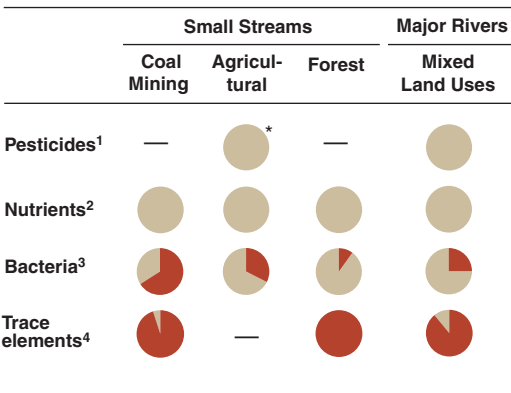 Small Streams Major Rivers
Coal Agricul- Forest Mixed
Mining tural Land Uses
Pesticides1 — * — 
Nutrients2
Bacteria3
Trace
elements4 —